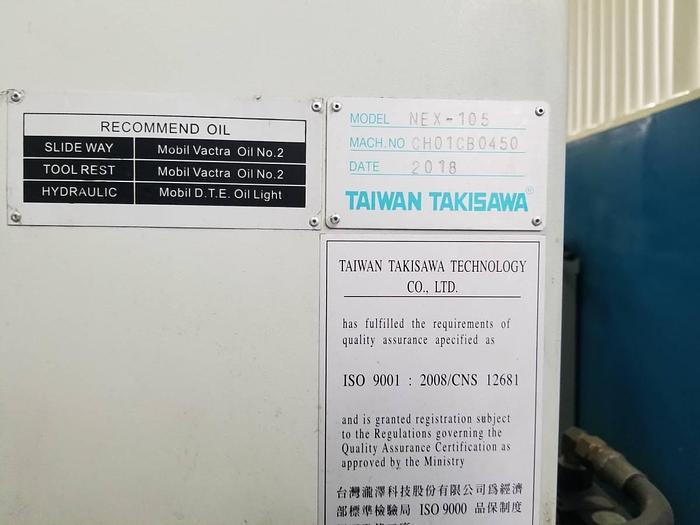 RECOMMEND OIL
SLIDE WAY Mobil Vactra Oil No.2
TOOL REST Mobil Vactra Oil No.2
HYDRAULIC Mobil D.T.E. Oil Light
MODEL NEX-105
MACH.NO CH01CB0450
DATE 2018
TAIWAN TAKISAWA®
TAIWAN TAKISAWA TECHNOLOGY
CO., LTD.
has fulfilled the requirements of
quality assurance apecified as
ISO 9001 : 2008/CNS 12681
and is granted registration subject
to the Regulations governing the
Quality Assurance Certification as
approved by the Ministry
台灣瀧澤科技股份有限公司爲經濟
部標準檢驗局 ISO 9000 品保制度